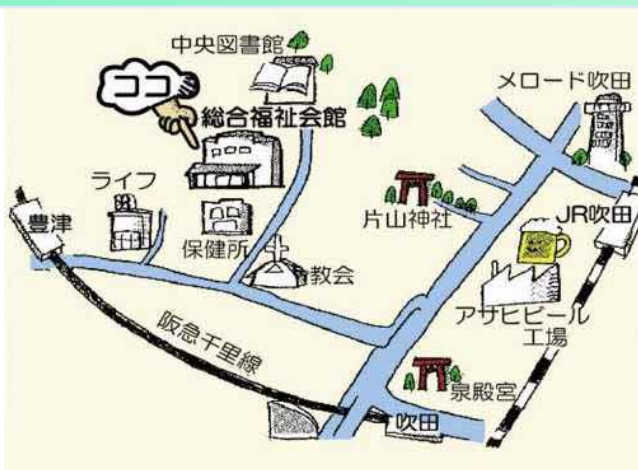 中央図書館
ココ
総合福祉会館
メロード吹田
ライフ
豊津
保健所
片山神社
JR吹田
教会
アサヒビール
工場
阪急千里線
泉殿宮
吹田